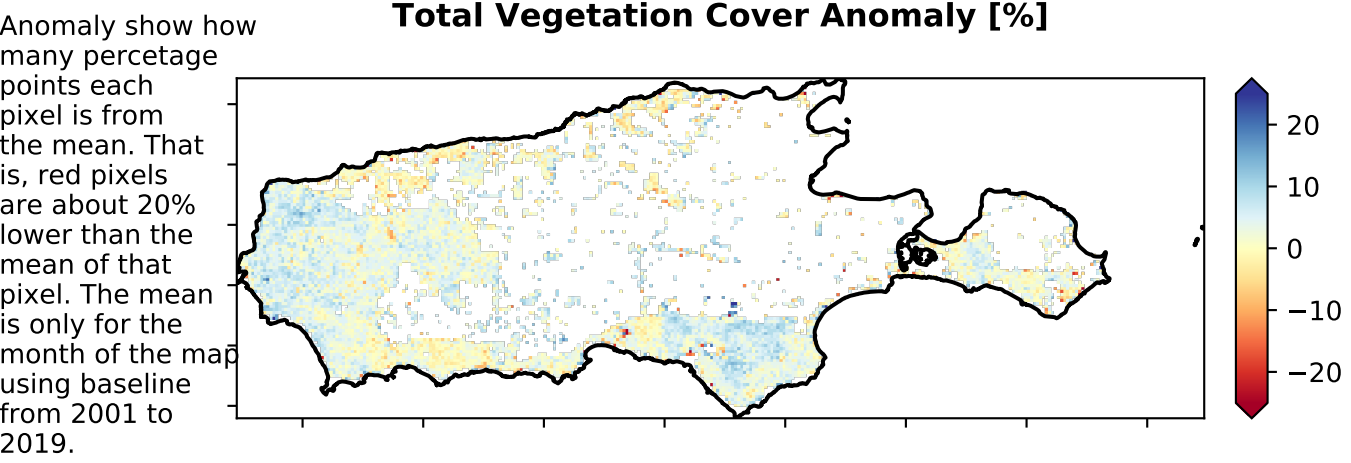 Total Vegetation Cover Anomaly [%]
Anomaly show how
many percetage
points each
pixel is from
the mean. That
is, red pixels
are about 20%
lower than the
mean of that
pixel. The mean
is only for the
month of the map
using baseline
from 2001 to
2019.
20
10
0
−10
−20